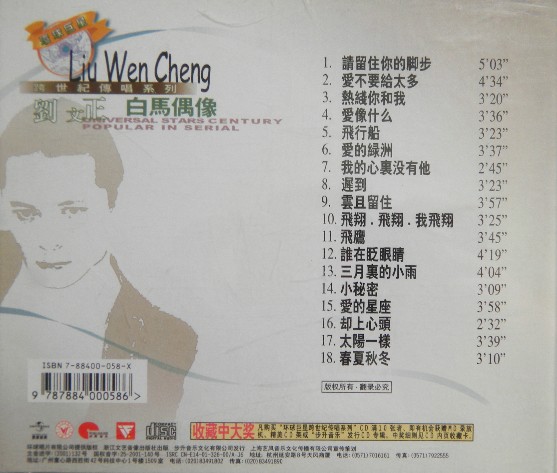 Liu Wen Cheng
跨世紀傳唱系列
劉文正 白馬偶像
UNIVERSAL STARS CENTURY
POPULAR IN SERIAL
1. 請留住你的脚步 5'03"
2. 愛不要給太多 4'34"
3. 熱綫你和我 3'20"
4. 愛像什么 3'36"
5. 飛行船 3'23"
6. 愛的綠洲 3'37"
7. 我的心裏没有他 2'45"
8. 遲到 3'23"
9. 雲且留住 3'57"
10. 飛翔．飛翔．我飛翔 3'25"
11. 飛鷹 3'45"
12. 誰在眨眼睛 4'19"
13. 三月裏的小雨 4'04"
14. 小秘密 3'09"
15. 愛的星座 3'58"
16. 却上心頭 2'32"
17. 太陽一樣 3'39"
18. 春夏秋冬 3'10"
版权所有·翻录必究
ISBN 7-88400-058-X
9 787884 000586
收藏中大奖